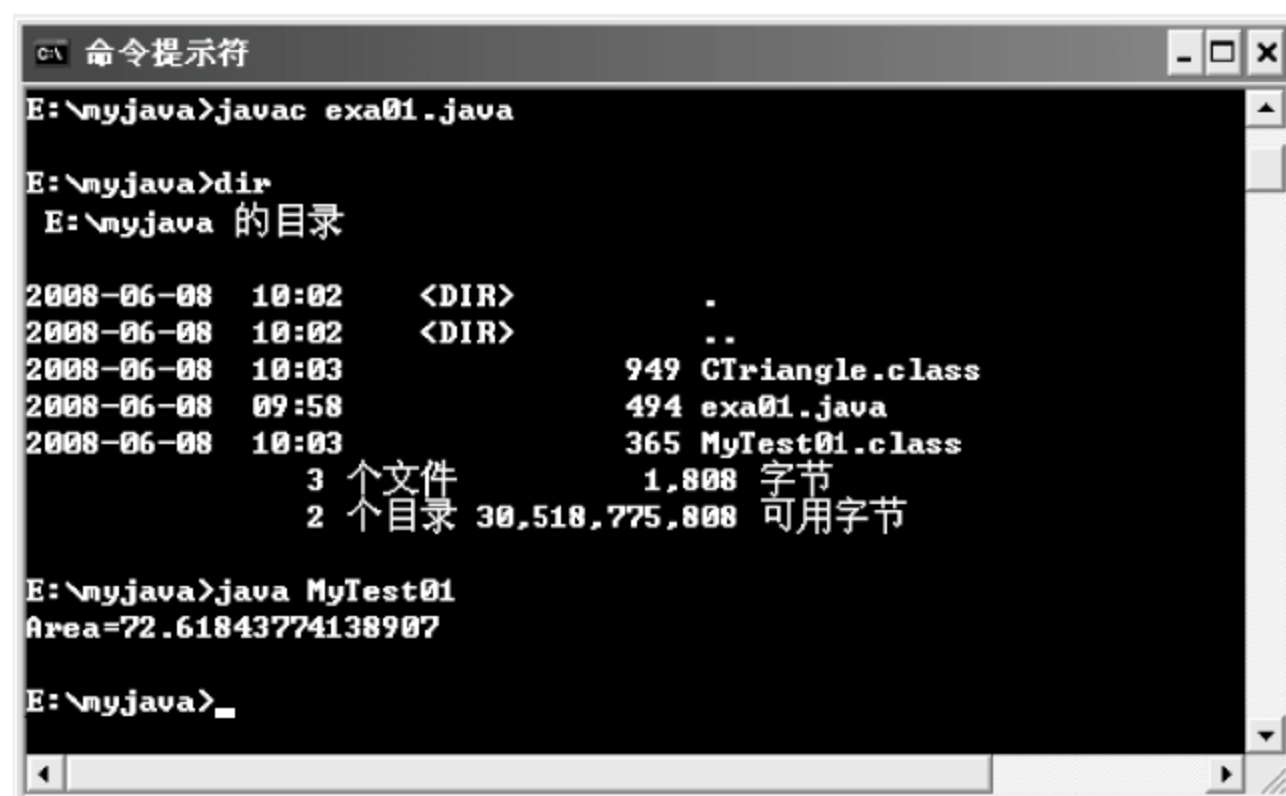 命令提示符
E:\myjava>javac exa01.java
E:\myjava>dir
E:\myjava 的目录
2008-06-08 10:02 <DIR> .
2008-06-08 10:02 <DIR> ..
2008-06-08 10:03 949 CTriangle.class
2008-06-08 09:58 494 exa01.java
2008-06-08 10:03 365 MyTest01.class
3 个文件 1,808 字节
2 个目录 30,518,775,808 可用字节
E:\myjava>java MyTest01
Area=72.61843774138907
E:\myjava>_